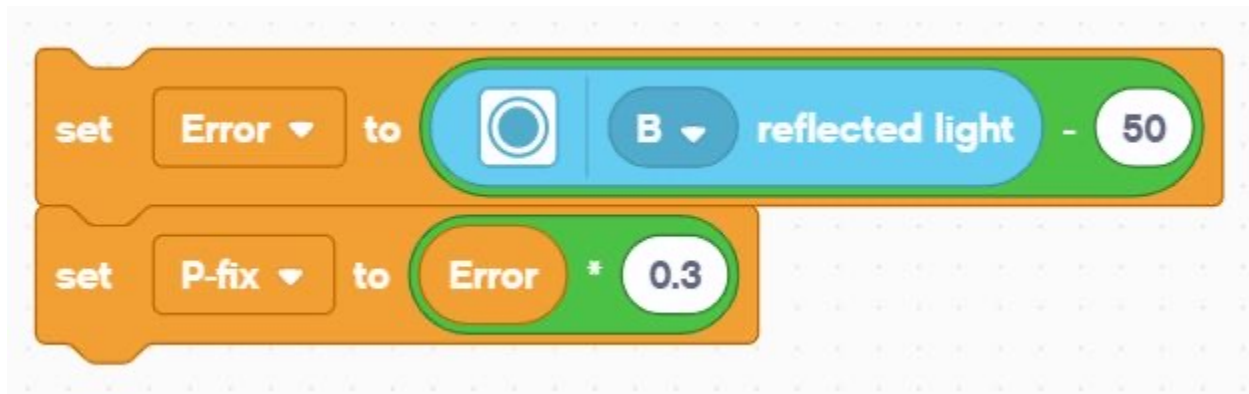 set Error to B reflected light - 50
set P-fix to Error * 0.3